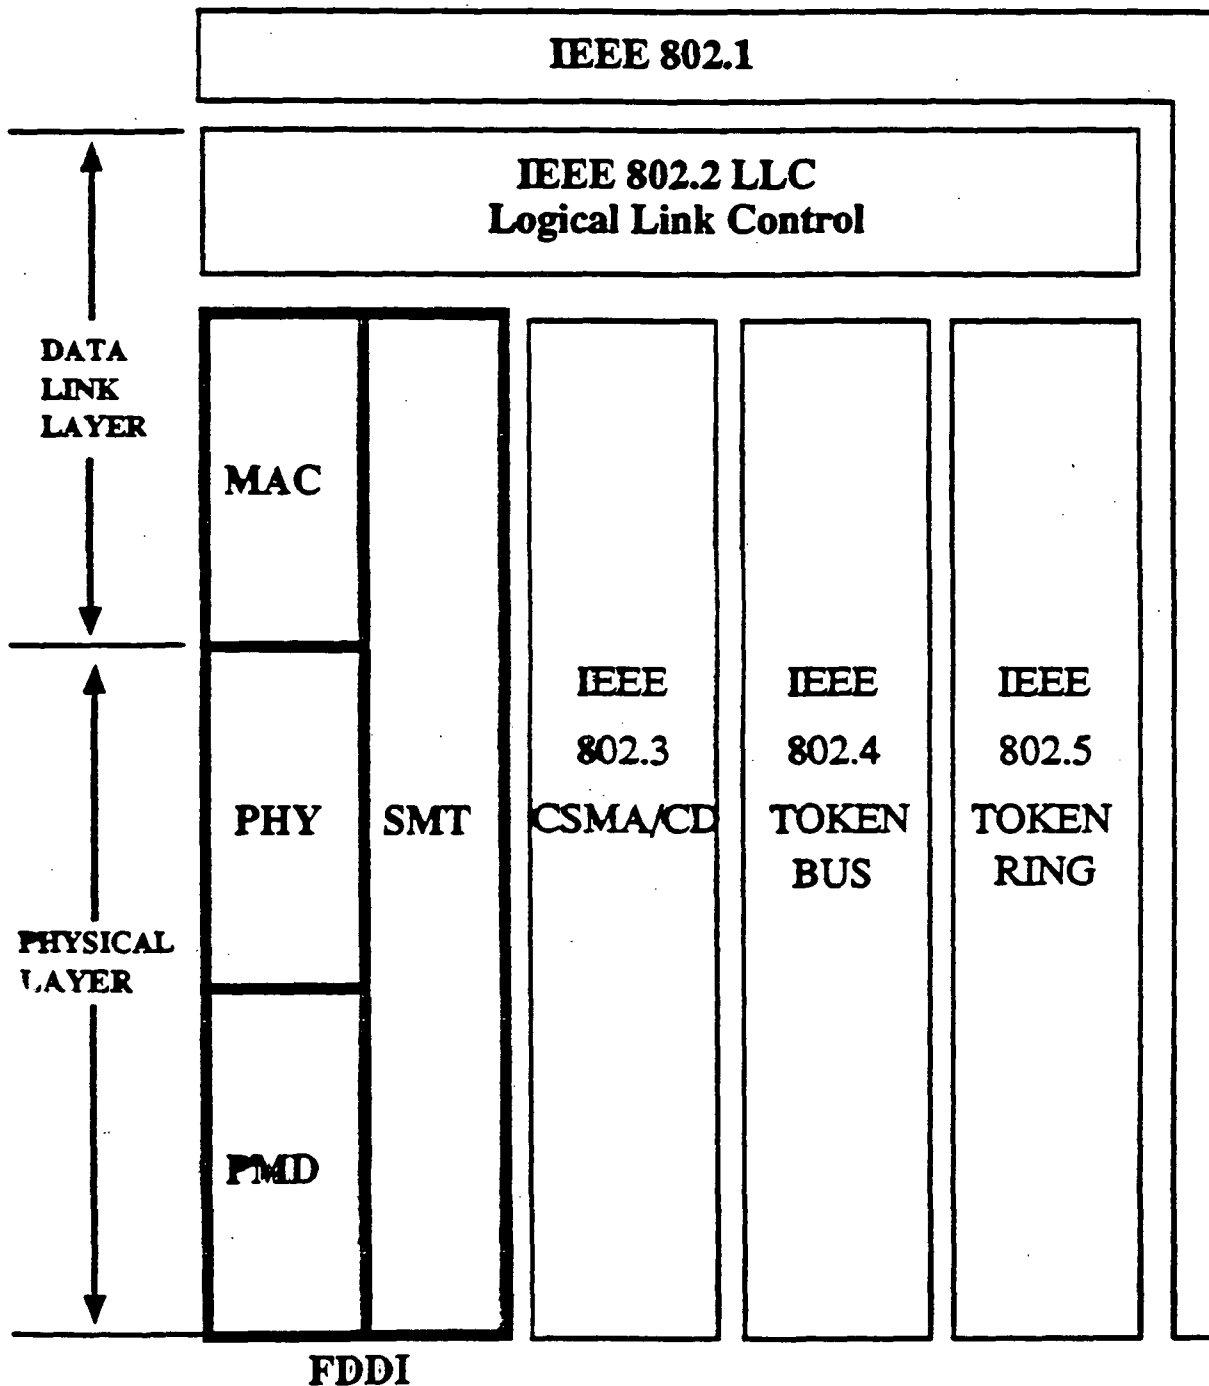 IEEE 802.1
IEEE 802.2 LLC
Logical Link Control
DATA
LINK
LAYER
MAC
PHY
SMT
PMD
PHYSICAL
LAYER
IEEE
802.3
CSMA/CD
IEEE
802.4
TOKEN
BUS
IEEE
802.5
TOKEN
RING
FDDI